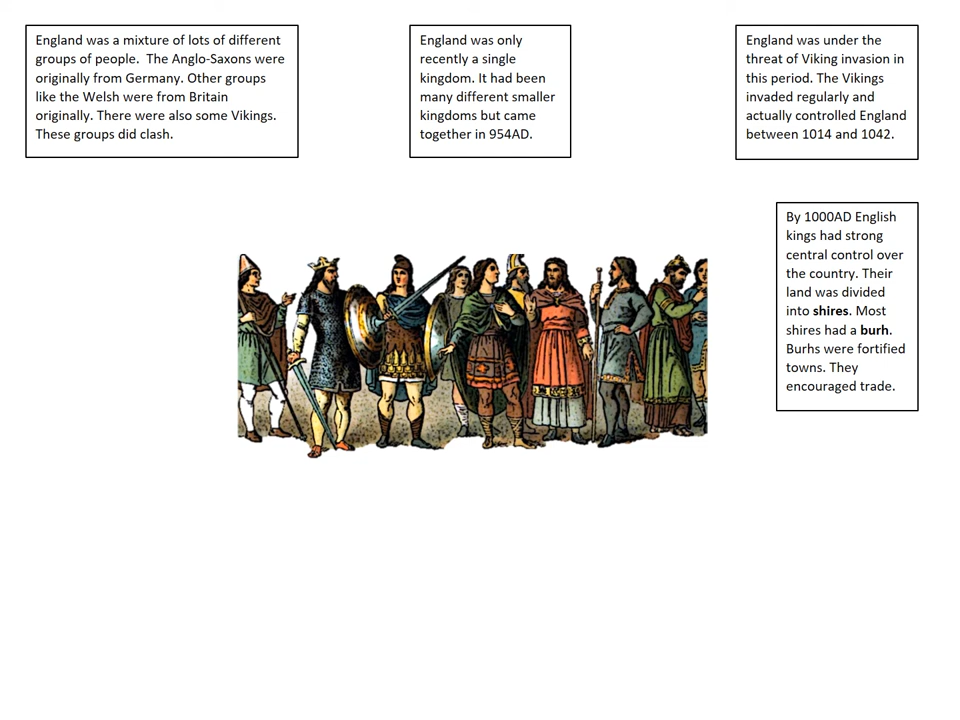 England was a mixture of lots of different
groups of people.  The Anglo-Saxons were
originally from Germany. Other groups
like the Welsh were from Britain
originally. There were also some Vikings.
These groups did clash.
England was only
recently a single
kingdom. It had been
many different smaller
kingdoms but came
together in 954AD.
England was under the
threat of Viking invasion in
this period. The Vikings
invaded regularly and
actually controlled England
between 1014 and 1042.
By 1000AD English
kings had strong
central control over
the country. Their
land was divided
into shires. Most
shires had a burh.
Burhs were fortified
towns. They
encouraged trade.